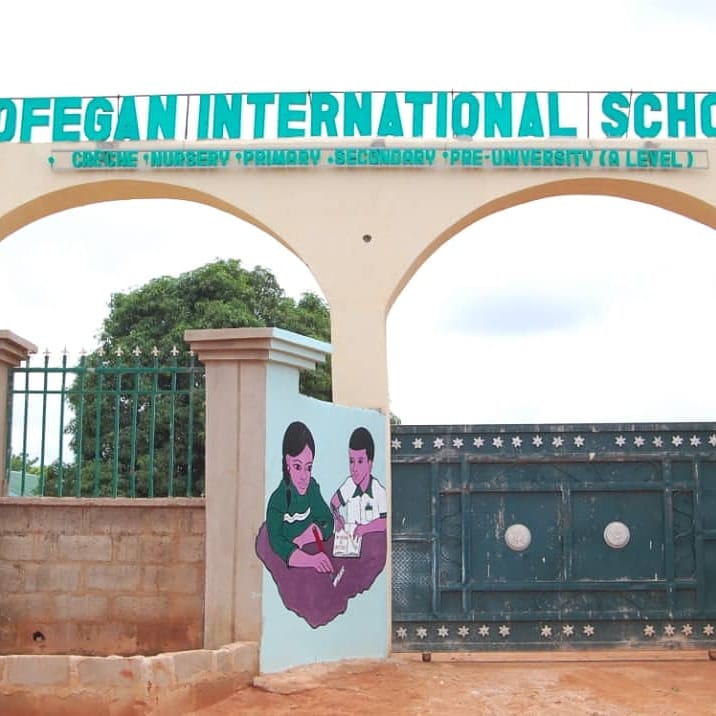 OFEGAN INTERNATIONAL SCHO
CRECHE • NURSERY • PRIMARY • SECONDARY • PRE-UNIVERSITY (A LEVEL)